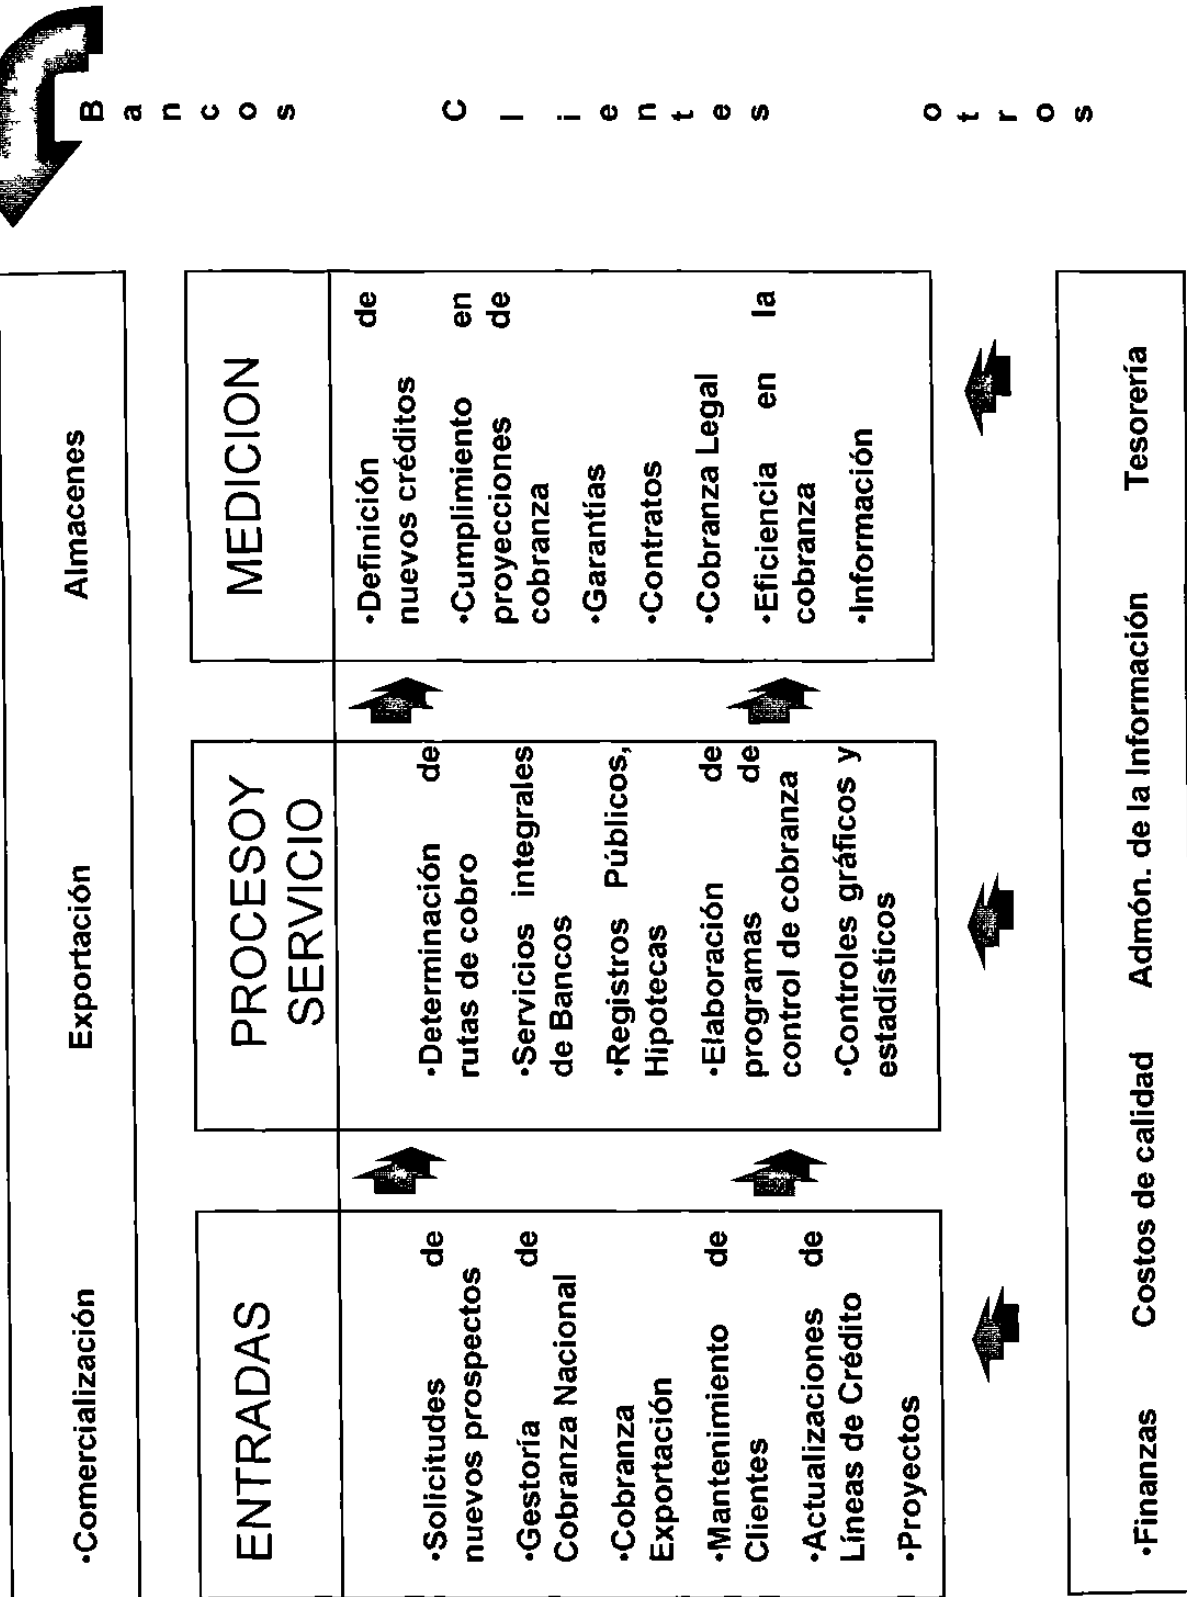 •Comercialización Exportación Almacenes
ENTRADAS
•Solicitudes de
nuevos prospectos
•Gestoría de
Cobranza Nacional
•Cobranza
Exportación
•Mantenimiento de
Clientes
•Actualizaciones de
Líneas de Crédito
•Proyectos
PROCESOY
SERVICIO
•Determinación de
rutas de cobro
•Servicios integrales
de Bancos
•Registros Públicos,
Hipotecas
•Elaboración de
programas de
control de cobranza
•Controles gráficos y
estadísticos
MEDICION
•Definición de
nuevos créditos
•Cumplimiento en
proyecciones de
cobranza
•Garantías
•Contratos
•Cobranza Legal
•Eficiencia en la
cobranza
•Información
B
a
n
c
o
s
C
l
i
e
n
t
e
s
o
t
r
o
s
•Finanzas Costos de calidad Admón. de la Información Tesorería